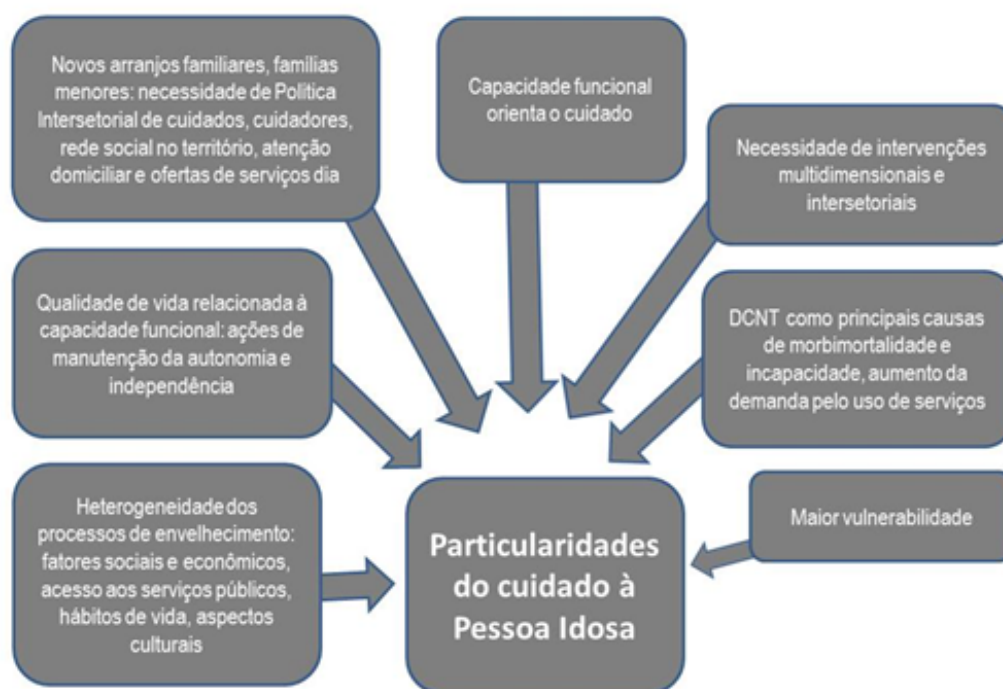 Novos arranjos familiares, famílias
menores: necessidade de Política
Intersetorial de cuidados, cuidadores,
rede social no território, atenção
domiciliar e ofertas de serviços dia
Capacidade funcional
orienta o cuidado
Necessidade de intervenções
multidimensionais e
intersetoriais
Qualidade de vida relacionada à
capacidade funcional: ações de
manutenção da autonomia e
independência
DCNT como principais causas
de morbimortalidade e
incapacidade, aumento da
demanda pelo uso de serviços
Heterogeneidade dos
processos de envelhecimento:
fatores sociais e econômicos,
acesso aos serviços públicos,
hábitos de vida, aspectos
culturais
Particularidades
do cuidado à
Pessoa Idosa
Maior vulnerabilidade